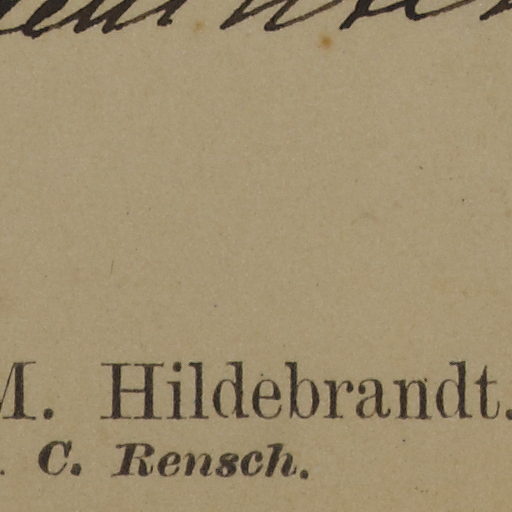 M. Hildebrandt.
. C. Rensch.